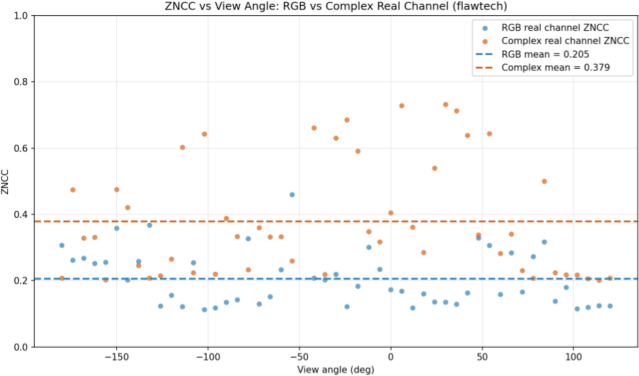 ZNCC vs View Angle: RGB vs Complex Real Channel (flawtech)
RGB real channel ZNCC
Complex real channel ZNCC
RGB mean = 0.205
Complex mean = 0.379
ZNCC
1.0
0.8
0.6
0.4
0.2
0.0
−150 −100 −50 0 50 100
View angle (deg)